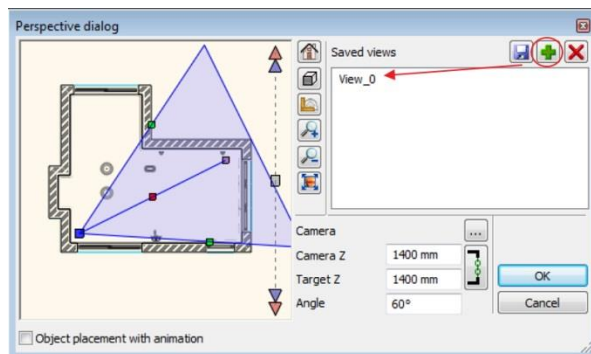 Perspective dialog
Saved views
View_0
Camera
...
Camera Z 1400 mm
Target Z 1400 mm
Angle 60°
OK
Cancel
Object placement with animation